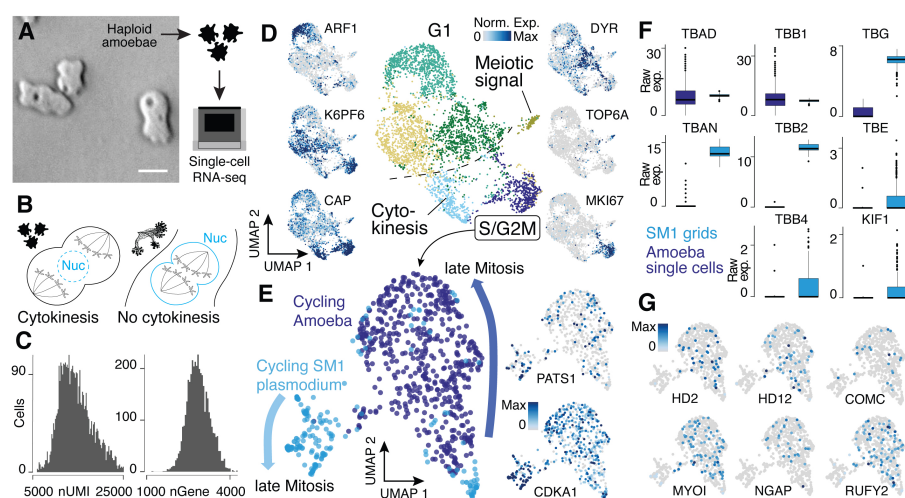 A
Haploid
amoebae
Single-cell
RNA-seq
B
Nuc
Nuc
Cytokinesis
No cytokinesis
C
Cells
90
0
5000
nUMI
25000
200
100
0
1000
nGene
4000
D
ARF1
K6PF6
CAP
UMAP 2
UMAP 1
G1
Norm. Exp.
0
Max
Meiotic
signal
Cyto-
kinesis
S/G2M
DYR
TOP6A
MKI67
E
late Mitosis
Cycling
Amoeba
Cycling SM1
plasmodium
late Mitosis
UMAP 2
UMAP 1
PATS1
Max
0
CDKA1
F
TBAD
TBB1
TBG
Raw
exp.
30
0
30
0
8
0
TBAN
TBB2
TBE
Raw
exp.
15
0
10
0
3
0
SM1 grids
Amoeba
single cells
TBB4
KIF1
Raw
exp.
2
0
2
0
G
Max
0
HD2
HD12
COMC
MYOI
NGAP
RUFY2